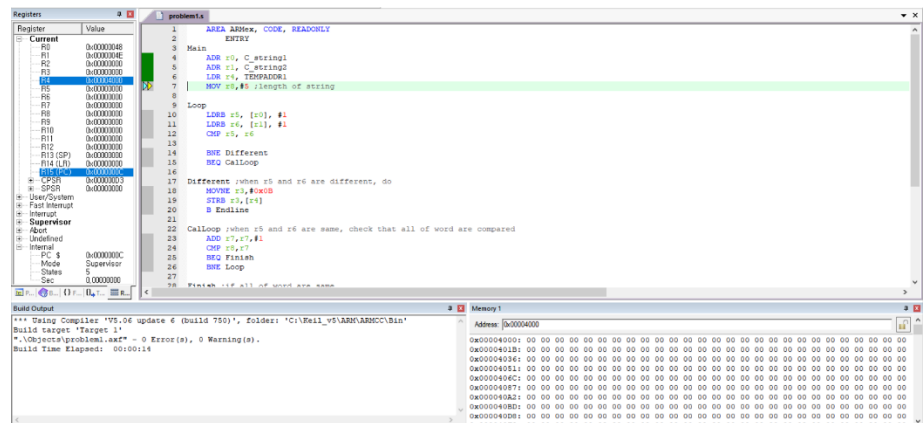 Registers
Register Value
Current
R0 0x00000048
R1 0x0000004E
R2 0x00000000
R3 0x00000000
R4 0x00004000
R5 0x00000000
R6 0x00000000
R7 0x00000000
R8 0x00000000
R9 0x00000000
R10 0x00000000
R11 0x00000000
R12 0x00000000
R13 (SP) 0x00000000
R14 (LR) 0x00000000
R15 (PC) 0x0000000C
CPSR 0x000000D3
SPSR 0x00000000
User/System
Fast Interrupt
Interrupt
Supervisor
Abort
Undefined
Internal
PC $ 0x0000000C
Mode Supervisor
States 5
Sec 0.00000000
problem1.s
1 AREA ARMex, CODE, READONLY
2 ENTRY
3 Main
4 ADR r0, C_string1
5 ADR r1, C_string2
6 LDR r4, TEMPADDR1
7 MOV r8,#5 ;length of string
8
9 Loop
10 LDRB r5, [r0], #1
11 LDRB r6, [r1], #1
12 CMP r5, r6
13
14 BNE Different
15 BEQ CalLoop
16
17 Different ;when r5 and r6 are different, do
18 MOVNE r3,#0x0B
19 STRB r3,[r4]
20 B Endline
21
22 CalLoop ;when r5 and r6 are same, check that all of word are compared
23 ADD r7,r7,#1
24 CMP r8,r7
25 BEQ Finish
26 BNE Loop
27
28 Finish ;if all of word are same
Build Output
*** Using Compiler 'V5.06 update 6 (build 750)', folder: 'C:\Keil_v5\ARM\ARMCC\Bin'
Build target 'Target 1'
".\Objects\problem1.axf" - 0 Error(s), 0 Warning(s).
Build Time Elapsed: 00:00:14
Memory 1
Address: 0x00004000
0x00004000: 00 00 00 00 00 00 00 00 00 00 00 00 00 00 00 00 00 00 00 00 00 00 00 00 00 00 00
0x0000401B: 00 00 00 00 00 00 00 00 00 00 00 00 00 00 00 00 00 00 00 00 00 00 00 00 00 00 00
0x00004036: 00 00 00 00 00 00 00 00 00 00 00 00 00 00 00 00 00 00 00 00 00 00 00 00 00 00 00
0x00004051: 00 00 00 00 00 00 00 00 00 00 00 00 00 00 00 00 00 00 00 00 00 00 00 00 00 00 00
0x0000406C: 00 00 00 00 00 00 00 00 00 00 00 00 00 00 00 00 00 00 00 00 00 00 00 00 00 00 00
0x00004087: 00 00 00 00 00 00 00 00 00 00 00 00 00 00 00 00 00 00 00 00 00 00 00 00 00 00 00
0x000040A2: 00 00 00 00 00 00 00 00 00 00 00 00 00 00 00 00 00 00 00 00 00 00 00 00 00 00 00
0x000040BD: 00 00 00 00 00 00 00 00 00 00 00 00 00 00 00 00 00 00 00 00 00 00 00 00 00 00 00
0x000040D8: 00 00 00 00 00 00 00 00 00 00 00 00 00 00 00 00 00 00 00 00 00 00 00 00 00 00 00